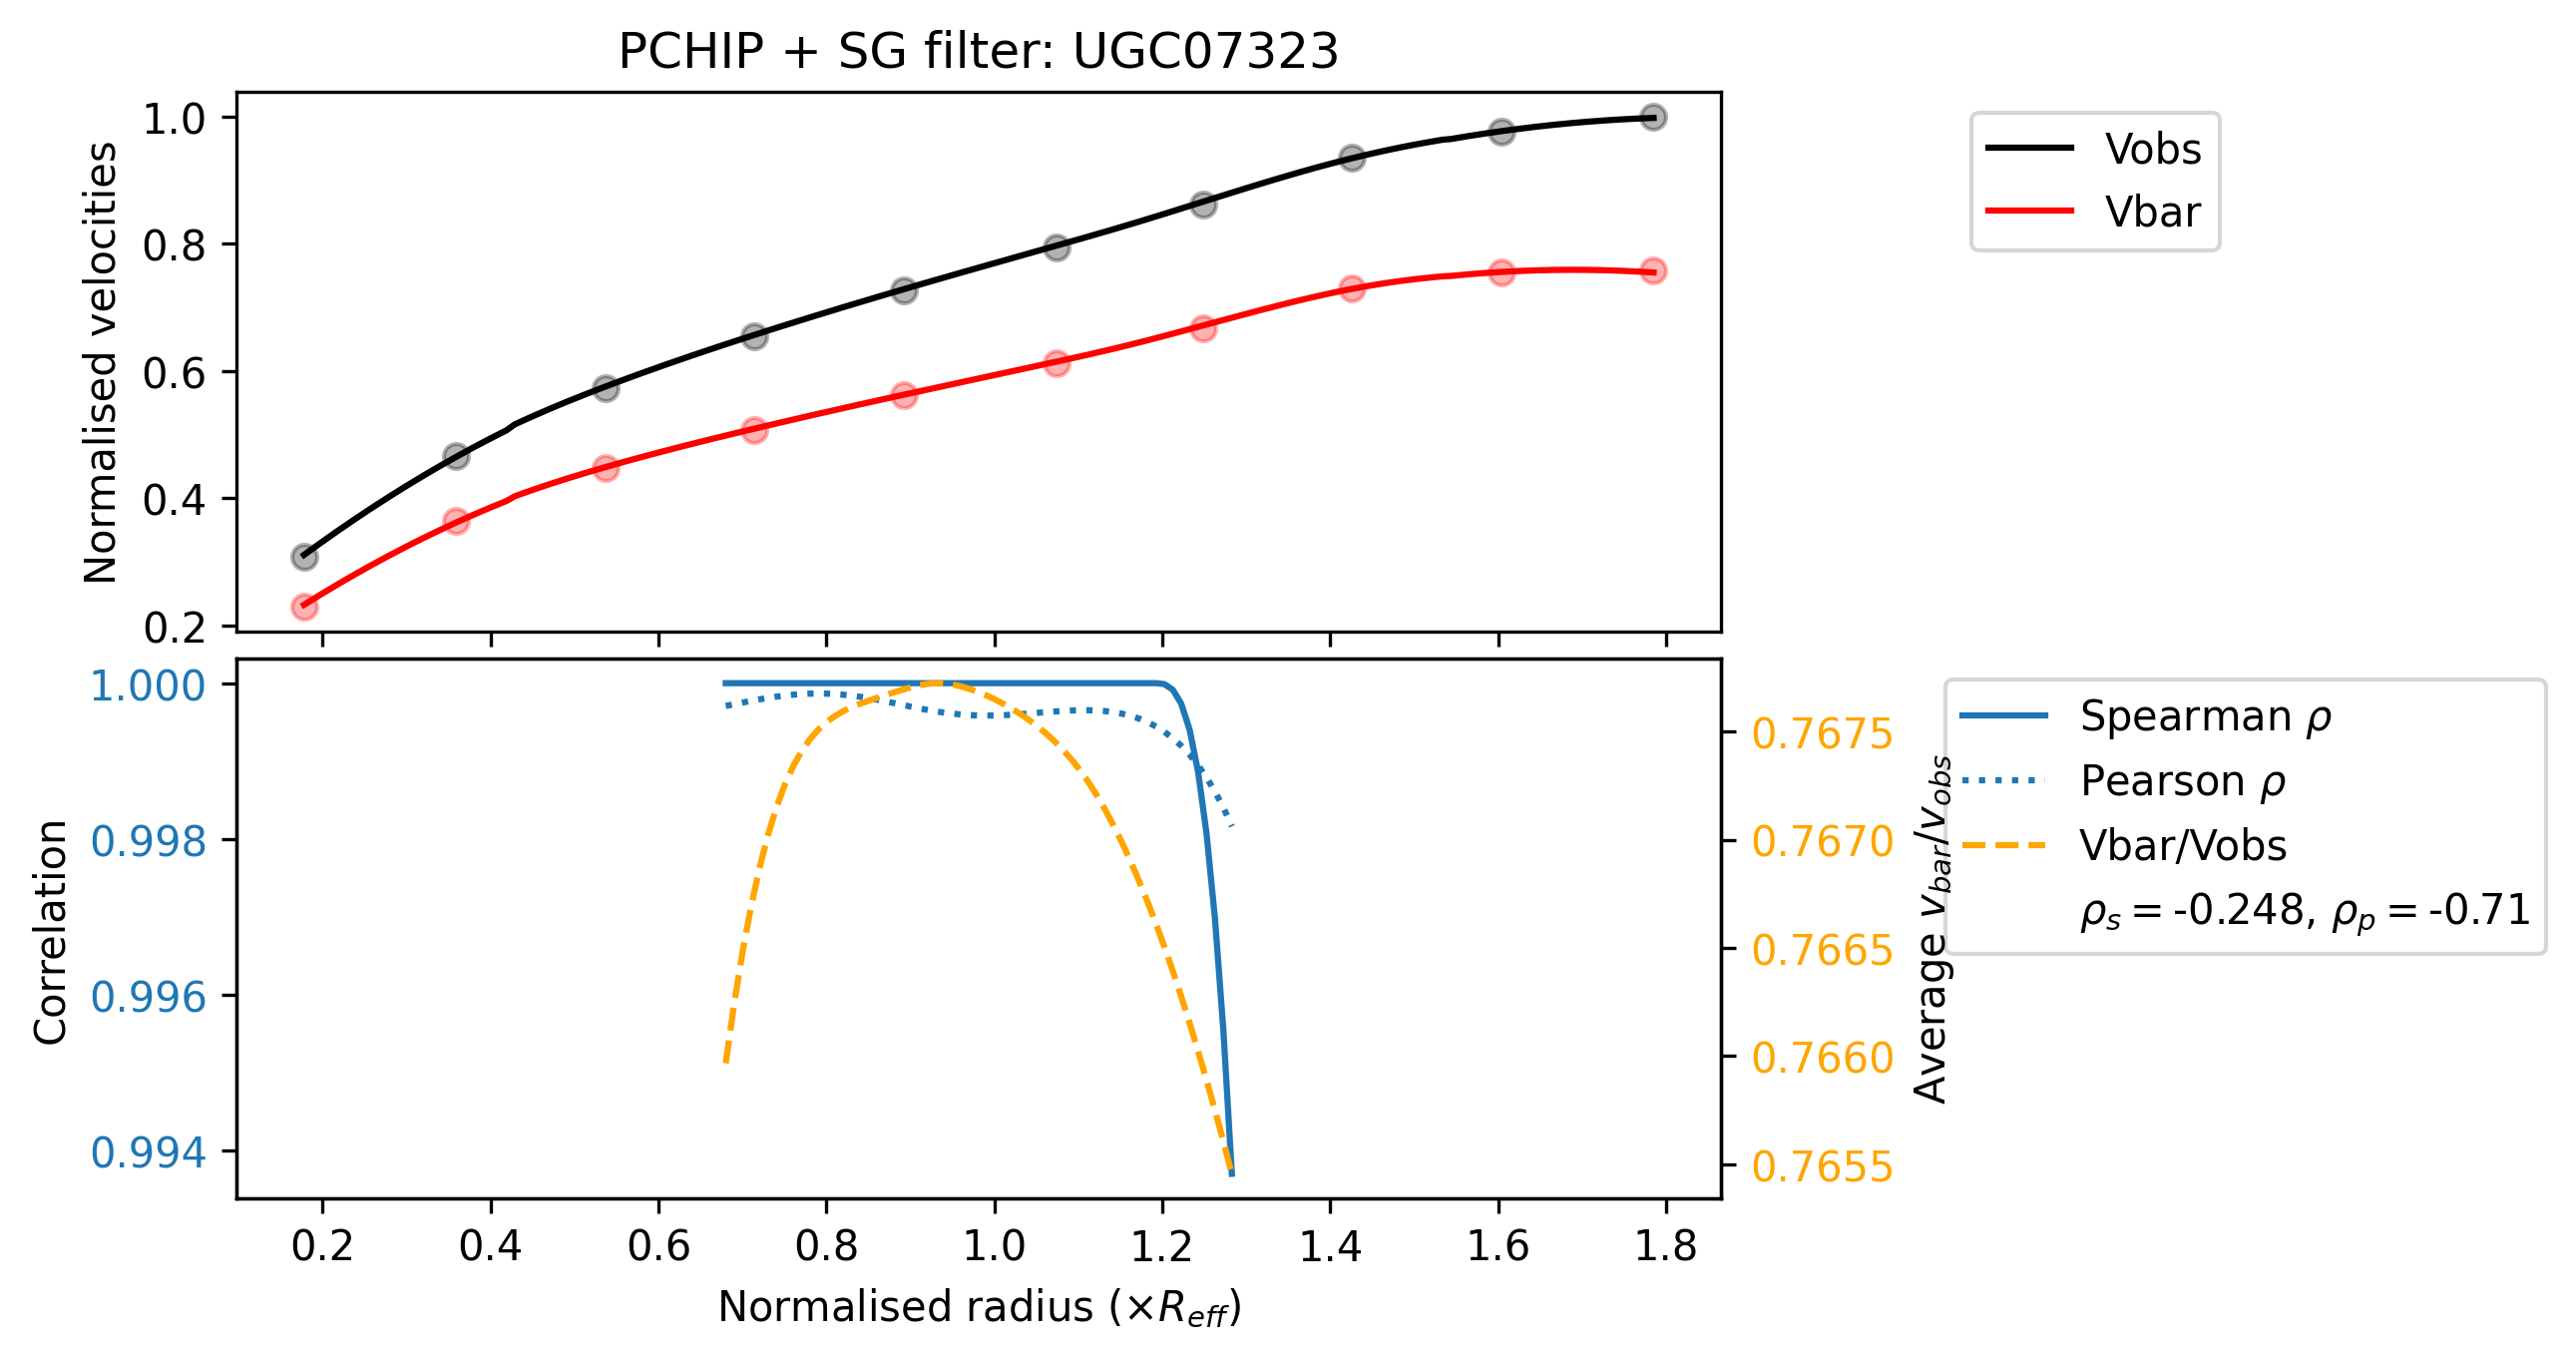 PCHIP + SG filter: UGC07323
Normalised velocities
1.0
0.8
0.6
0.4
0.2
Vobs
Vbar
Correlation
1.000
0.998
0.996
0.994
0.7675
0.7670
0.7665
0.7660
0.7655
Average v_bar/v_obs
Spearman ρ
Pearson ρ
Vbar/Vobs
ρ_s = -0.248, ρ_p = -0.71
0.2 0.4 0.6 0.8 1.0 1.2 1.4 1.6 1.8
Normalised radius (×R_eff)